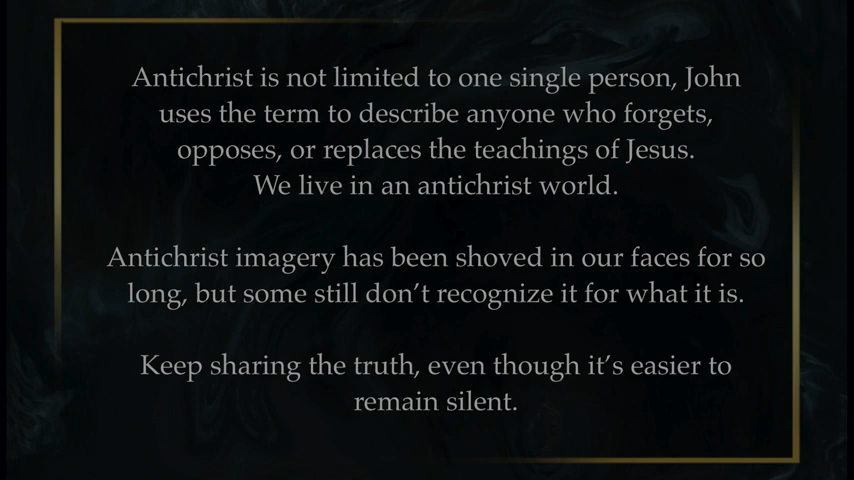 Antichrist is not limited to one single person, John
uses the term to describe anyone who forgets,
opposes, or replaces the teachings of Jesus.
We live in an antichrist world.
Antichrist imagery has been shoved in our faces for so
long, but some still don’t recognize it for what it is.
Keep sharing the truth, even though it’s easier to
remain silent.